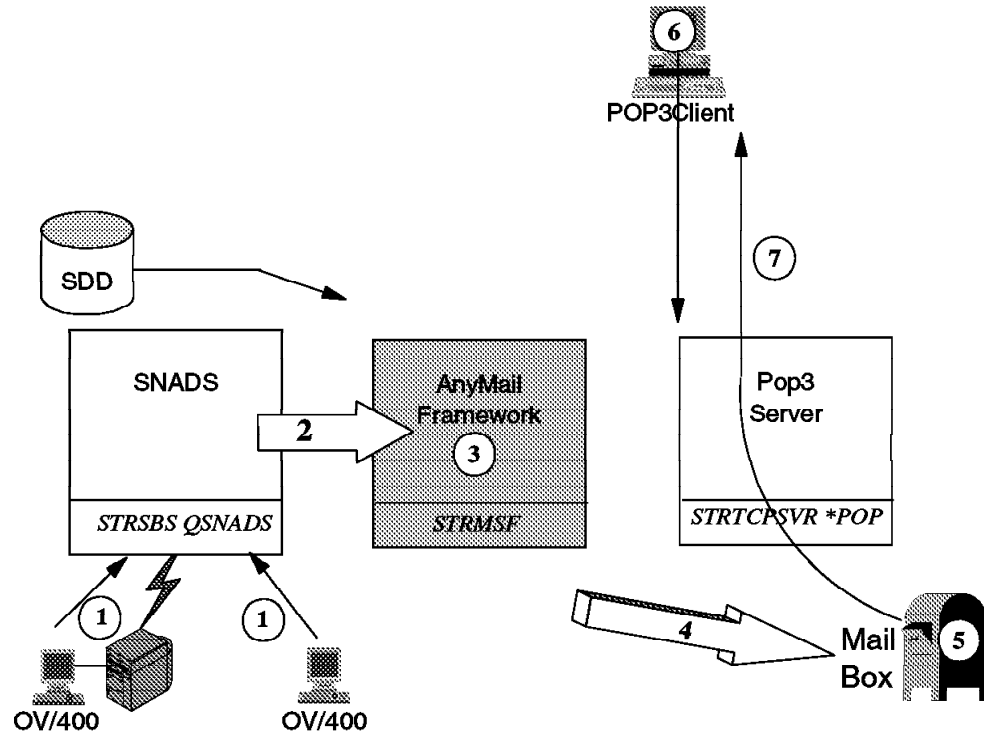 6
POP3Client
7
SDD
SNADS
2
STRSBS QSNADS
AnyMail
Framework
3
STRMSF
Pop3
Server
STRTCPSVR *POP
1
1
OV/400
OV/400
4
Mail
Box
5